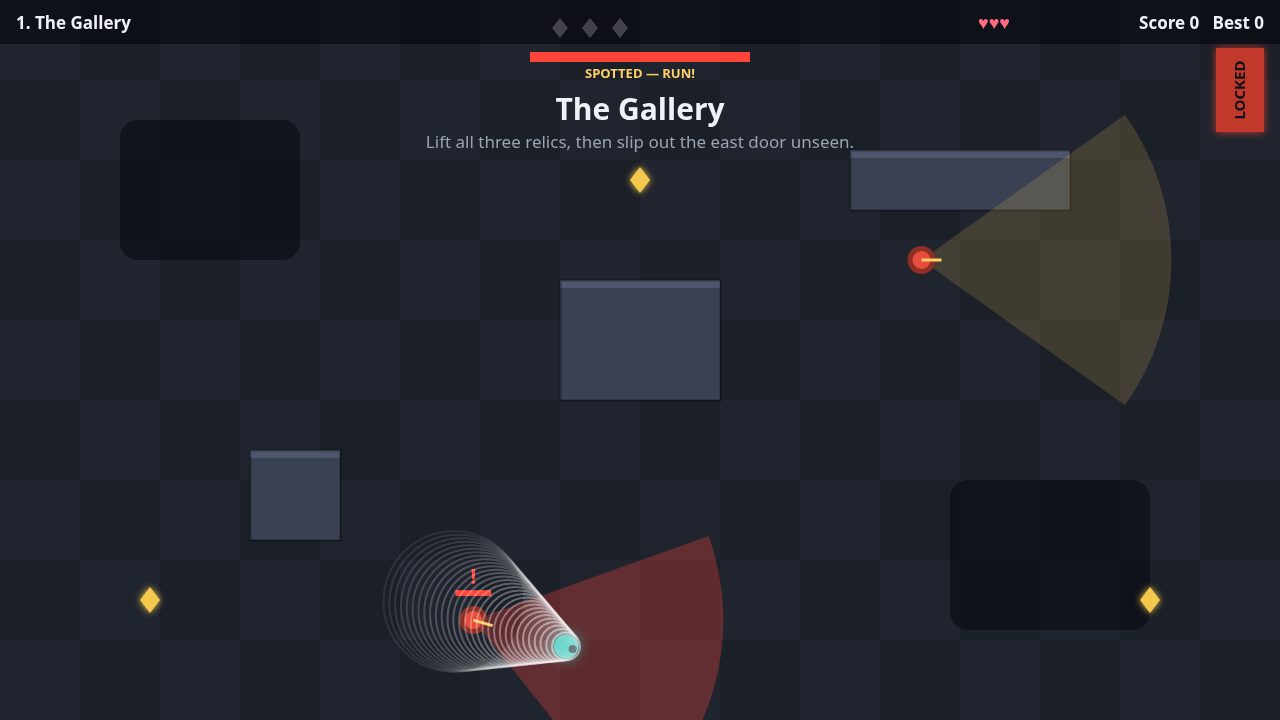 1. The Gallery
♥♥♥
Score 0 Best 0
SPOTTED — RUN!
LOCKED
The Gallery
Lift all three relics, then slip out the east door unseen.
!